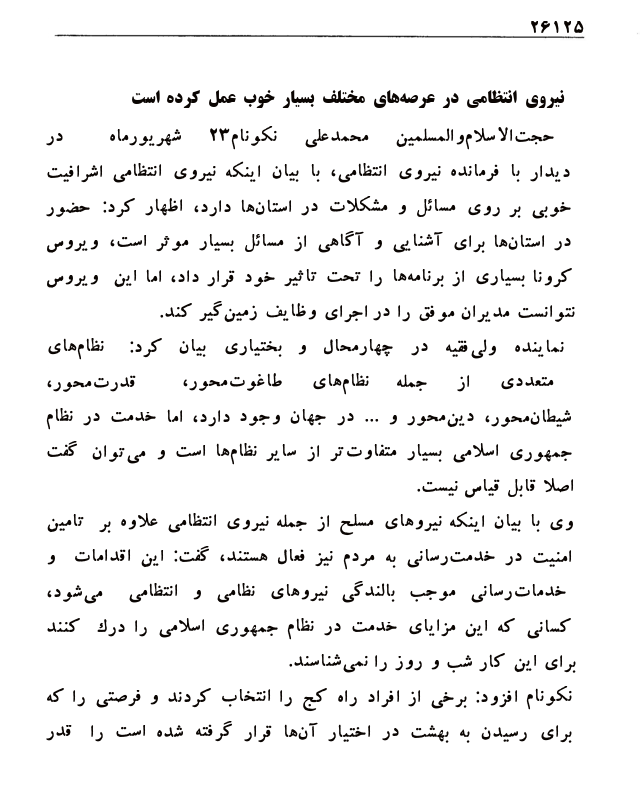 ۲۶۱۲۵
نیروی انتظامی در عرصه‌های مختلف بسیار خوب عمل کرده است
حجت‌الاسلام‌والمسلمین محمدعلی نکونام۲۳ شهریورماه در
دیدار با فرمانده نیروی انتظامی، با بیان اینکه نیروی انتظامی اشرافیت
خوبی بر روی مسائل و مشکلات در استان‌ها دارد، اظهار کرد: حضور
در استان‌ها برای آشنایی و آگاهی از مسائل بسیار موثر است، ویروس
کرونا بسیاری از برنامه‌ها را تحت تاثیر خود قرار داد، اما این ویروس
نتوانست مدیران موفق را در اجرای وظایف زمین‌گیر کند.
نماینده ولی‌فقیه در چهارمحال و بختیاری بیان کرد: نظام‌های
متعددی از جمله نظام‌های طاغوت‌محور، قدرت‌محور،
شیطان‌محور، دین‌محور و ... در جهان وجود دارد، اما خدمت در نظام
جمهوری اسلامی بسیار متفاوت‌تر از سایر نظام‌ها است و می‌توان گفت
اصلا قابل قیاس نیست.
وی با بیان اینکه نیروهای مسلح از جمله نیروی انتظامی علاوه بر تامین
امنیت در خدمت‌رسانی به مردم نیز فعال هستند، گفت: این اقدامات و
خدمات‌رسانی موجب بالندگی نیروهای نظامی و انتظامی می‌شود،
کسانی که این مزایای خدمت در نظام جمهوری اسلامی را درك کنند
برای این کار شب و روز را نمی‌شناسند.
نکونام افزود: برخی از افراد راه کج را انتخاب کردند و فرصتی را که
برای رسیدن به بهشت در اختیار آن‌ها قرار گرفته شده است را قدر